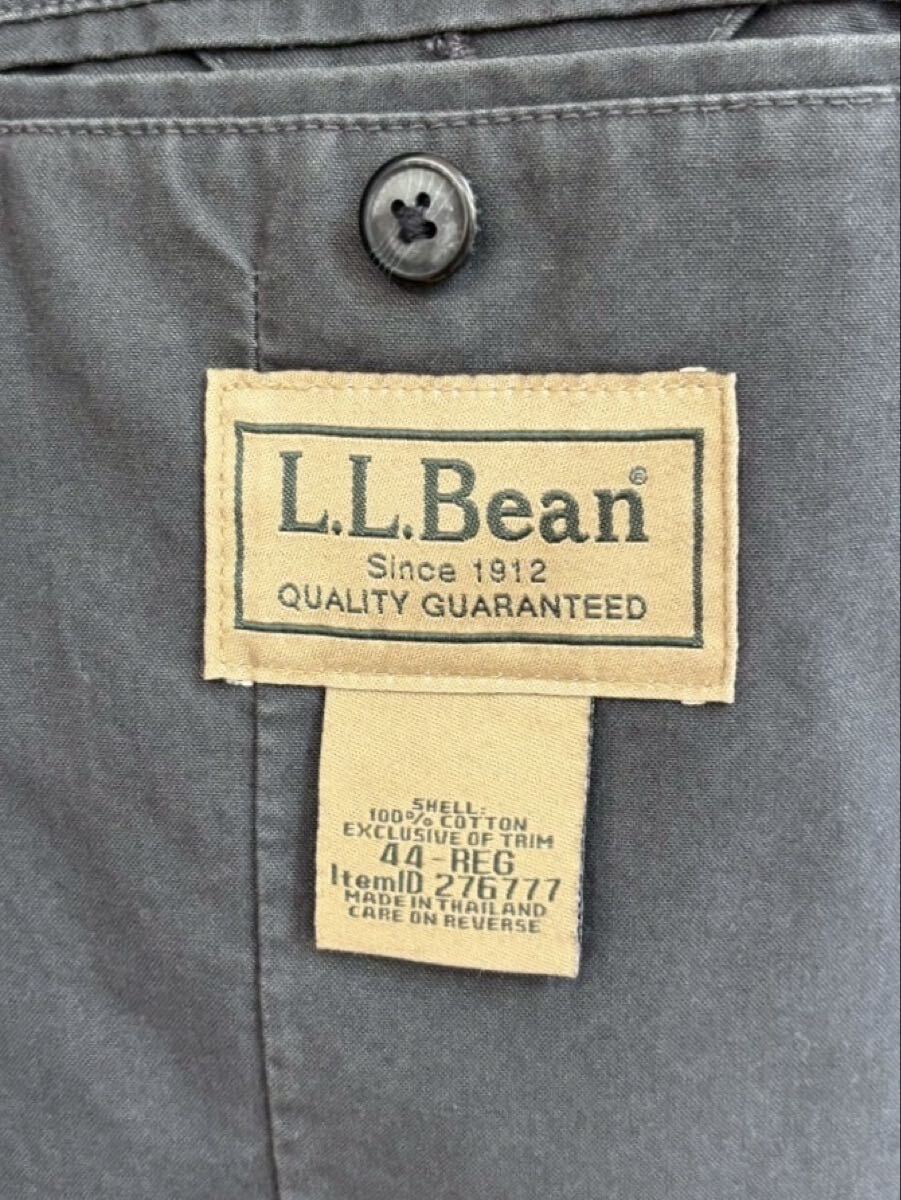 L.L.Bean®
Since 1912
QUALITY GUARANTEED
SHELL:
100% COTTON
EXCLUSIVE OF TRIM
44-REG
ItemID 276777
MADE IN THAILAND
CARE ON REVERSE